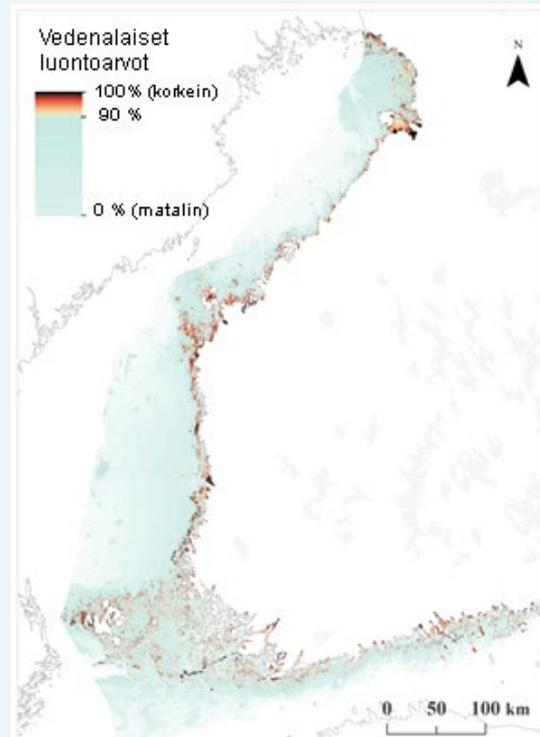 Vedenalaiset
luontoarvot
100% (korkein)
90 %
0 % (matalin)
N
0 50 100 km